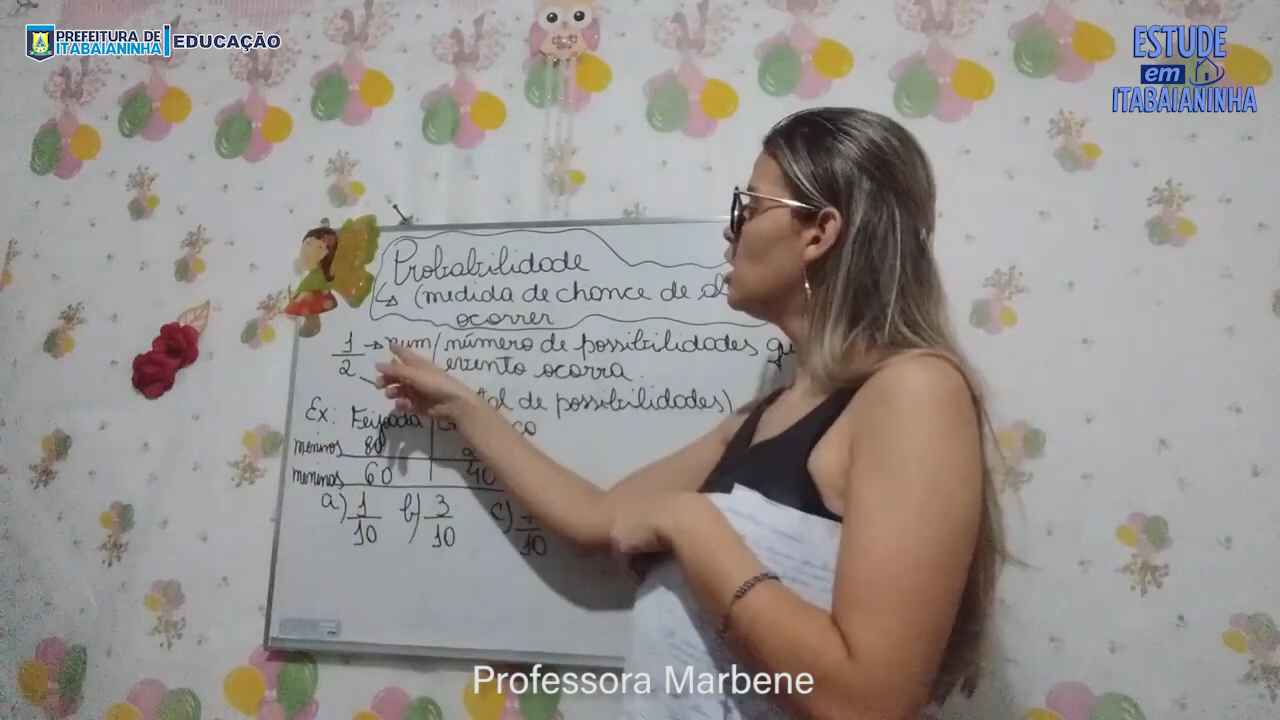 PREFEITURA DE
ITABAIANINHA
EDUCAÇÃO
ESTUDE
em
ITABAIANINHA
Probabilidade
(medida de chance de
ocorrer
1/2 → num/ número de possibilidades
evento ocorra.
de possibilidades)
Ex: Feijoada
meninos 80
meninas 60 40
a) 1/10 b) 3/10 c) /10
Professora Marbene